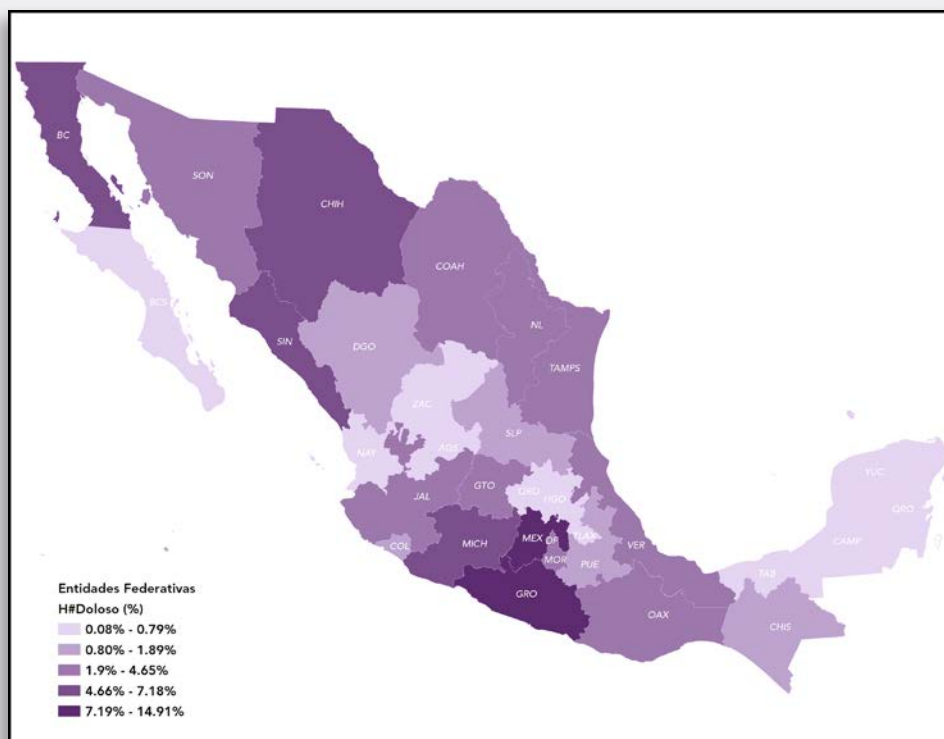 BC
SON
CHIH
COAH
BCS
NL
SIN
DGO
TAMPS
ZAC
SLP
NAY
AGS
YUC
GTO
QRO
HGO
QRO
JAL
MEX
DF
TLAX
CAMP
COL
MICH
MOR
PUE
VER
TAB
GRO
OAX
CHIS
Entidades Federativas
H#Doloso (%)
0.08% - 0.79%
0.80% - 1.89%
1.9% - 4.65%
4.66% - 7.18%
7.19% - 14.91%